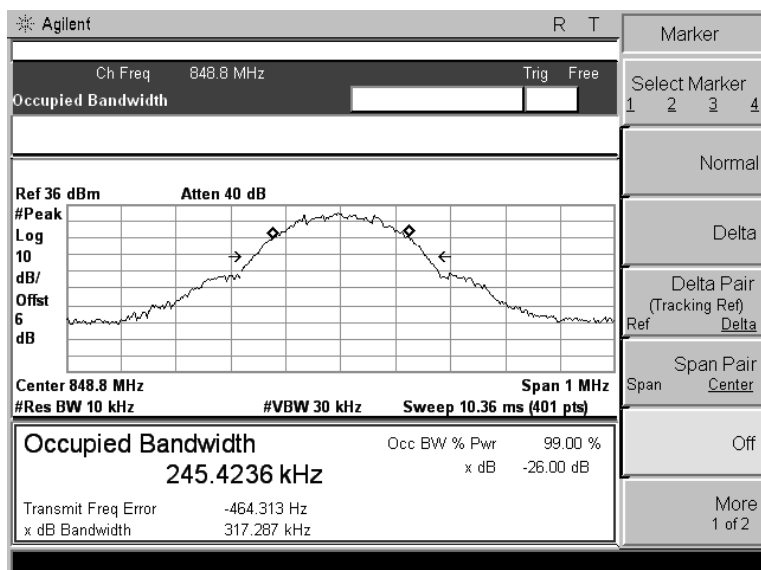 Agilent R T
Ch Freq 848.8 MHz Trig Free
Occupied Bandwidth
Ref 36 dBm Atten 40 dB
#Peak
Log
10
dB/
Offst
6
dB
Center 848.8 MHz Span 1 MHz
#Res BW 10 kHz #VBW 30 kHz Sweep 10.36 ms (401 pts)
Occupied Bandwidth Occ BW % Pwr 99.00 %
245.4236 kHz x dB -26.00 dB
Transmit Freq Error -464.313 Hz
x dB Bandwidth 317.287 kHz
Marker
Select Marker
1 2 3 4
Normal
Delta
Delta Pair
(Tracking Ref)
Ref Delta
Span Pair
Span Center
Off
More
1 of 2